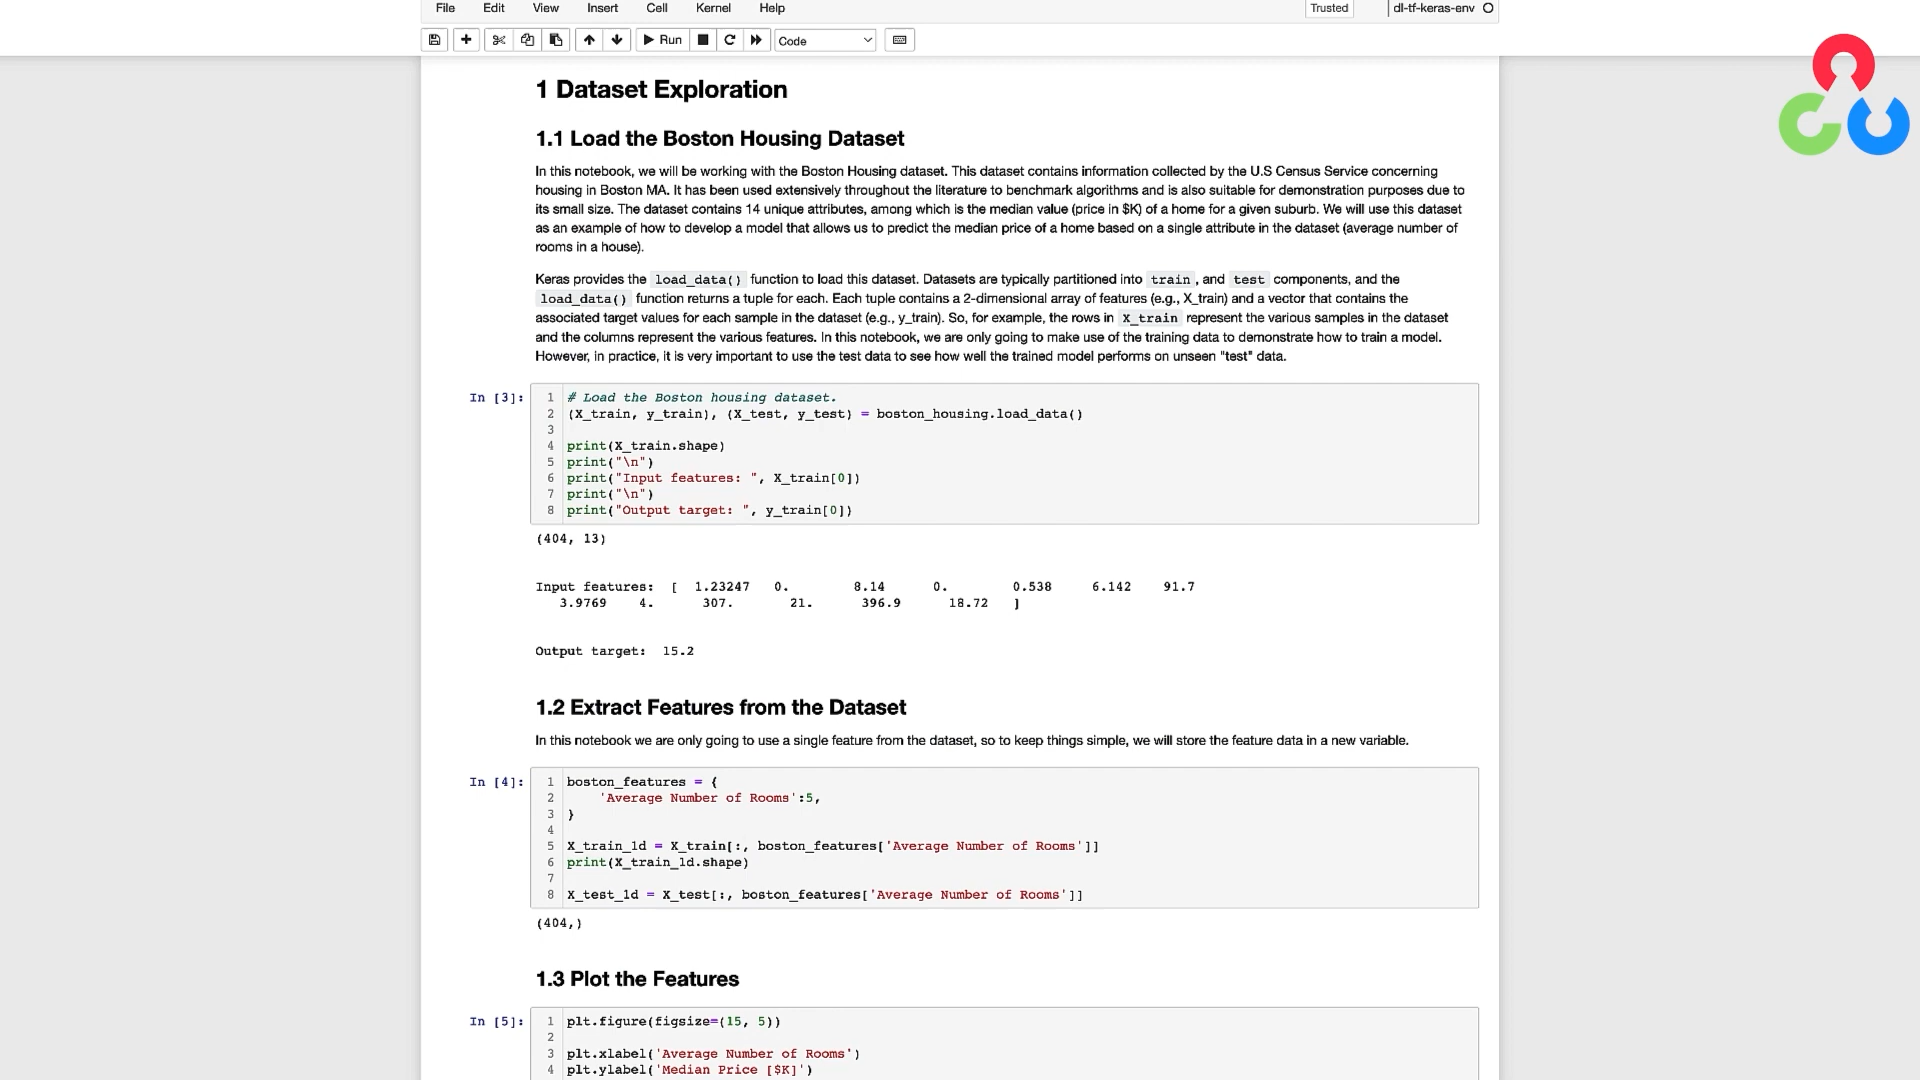 File Edit View Insert Cell Kernel Help Trusted dl-tf-keras-env
Run Code
1 Dataset Exploration
1.1 Load the Boston Housing Dataset
In this notebook, we will be working with the Boston Housing dataset. This dataset contains information collected by the U.S Census Service concerning
housing in Boston MA. It has been used extensively throughout the literature to benchmark algorithms and is also suitable for demonstration purposes due to
its small size. The dataset contains 14 unique attributes, among which is the median value (price in $K) of a home for a given suburb. We will use this dataset
as an example of how to develop a model that allows us to predict the median price of a home based on a single attribute in the dataset (average number of
rooms in a house).
Keras provides the load_data() function to load this dataset. Datasets are typically partitioned into train , and test components, and the
load_data() function returns a tuple for each. Each tuple contains a 2-dimensional array of features (e.g., X_train) and a vector that contains the
associated target values for each sample in the dataset (e.g., y_train). So, for example, the rows in X_train represent the various samples in the dataset
and the columns represent the various features. In this notebook, we are only going to make use of the training data to demonstrate how to train a model.
However, in practice, it is very important to use the test data to see how well the trained model performs on unseen "test" data.
In [3]: 1 # Load the Boston housing dataset.
2 (X_train, y_train), (X_test, y_test) = boston_housing.load_data()
3
4 print(X_train.shape)
5 print("\n")
6 print("Input features: ", X_train[0])
7 print("\n")
8 print("Output target: ", y_train[0])
(404, 13)
Input features: [ 1.23247 0. 8.14 0. 0.538 6.142 91.7
3.9769 4. 307. 21. 396.9 18.72 ]
Output target: 15.2
1.2 Extract Features from the Dataset
In this notebook we are only going to use a single feature from the dataset, so to keep things simple, we will store the feature data in a new variable.
In [4]: 1 boston_features = {
2 'Average Number of Rooms':5,
3 }
4
5 X_train_1d = X_train[:, boston_features['Average Number of Rooms']]
6 print(X_train_1d.shape)
7
8 X_test_1d = X_test[:, boston_features['Average Number of Rooms']]
(404,)
1.3 Plot the Features
In [5]: 1 plt.figure(figsize=(15, 5))
2
3 plt.xlabel('Average Number of Rooms')
4 plt.ylabel('Median Price [$K]')